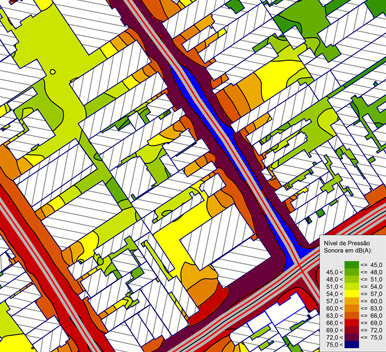 Nível de Pressão
Sonora em dB(A)
<= 45,0
45,0 < <= 48,0
48,0 < <= 51,0
51,0 < <= 54,0
54,0 < <= 57,0
57,0 < <= 60,0
60,0 < <= 63,0
63,0 < <= 66,0
66,0 < <= 69,0
69,0 < <= 72,0
72,0 < <= 75,0
75,0 <